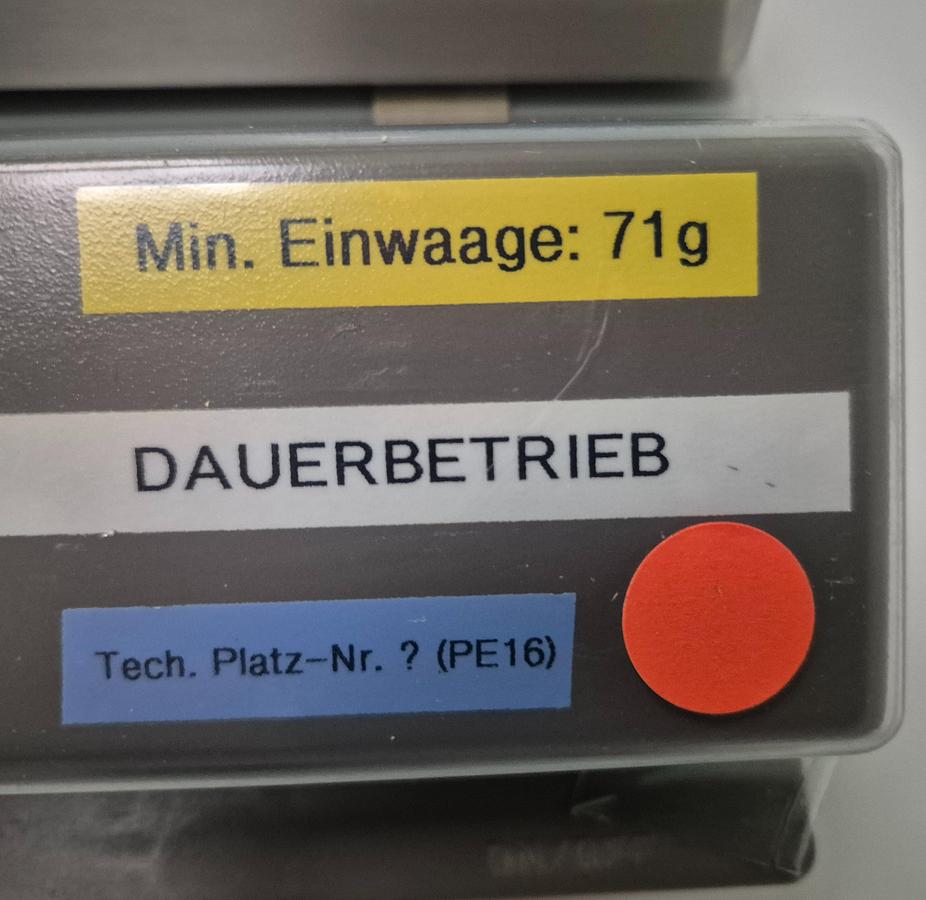 Min. Einwaage: 71g
DAUERBETRIEB
Tech. Platz-Nr. ? (PE16)